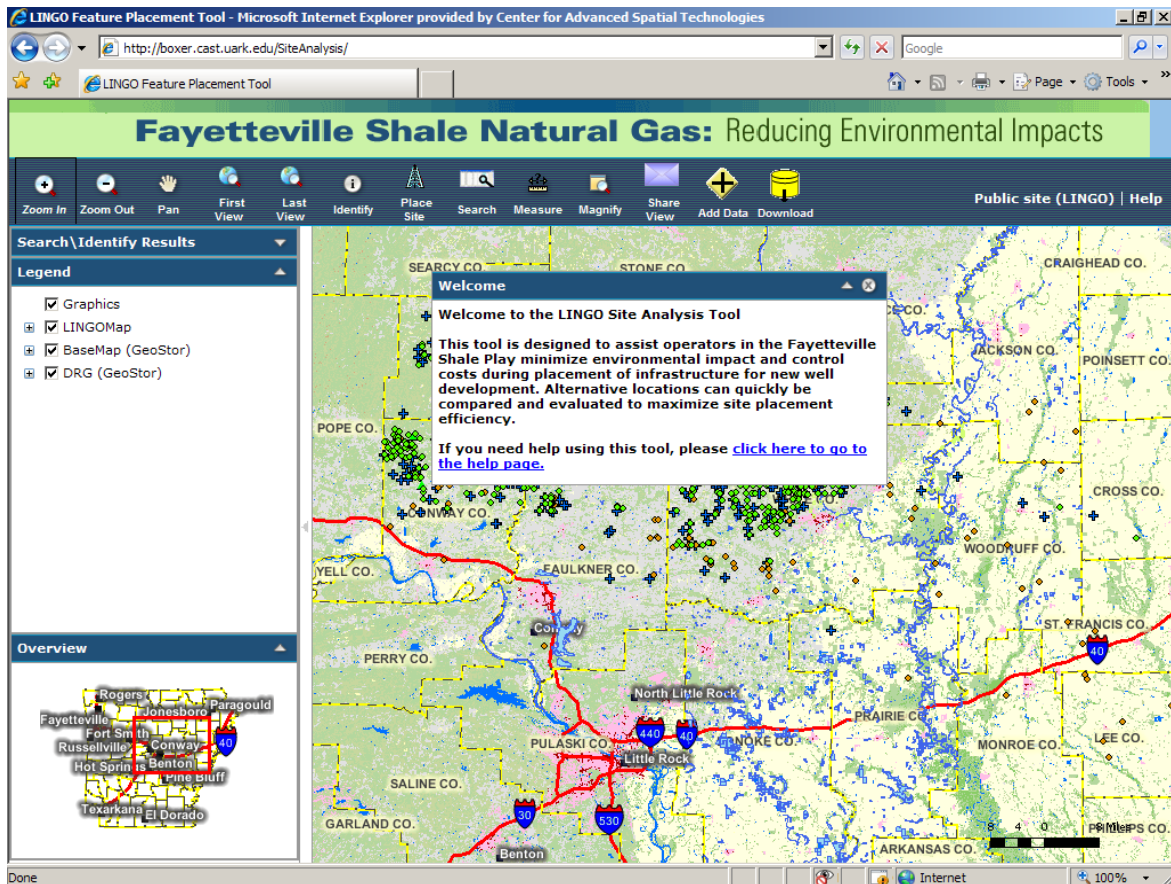 LINGO Feature Placement Tool - Microsoft Internet Explorer provided by Center for Advanced Spatial Technologies
http://boxer.cast.uark.edu/SiteAnalysis/
Google
LINGO Feature Placement Tool
Page
Tools
Fayetteville Shale Natural Gas: Reducing Environmental Impacts
Zoom In
Zoom Out
Pan
First View
Last View
Identify
Place Site
Search
Measure
Magnify
Share View
Add Data
Download
Public site (LINGO) | Help
Search\Identify Results
Legend
Graphics
LINGOMap
BaseMap (GeoStor)
DRG (GeoStor)
Overview
Rogers
Jonesboro
Paragould
Fayetteville
Fort Smith
Russellville
Conway
40
Hot Springs
Benton
Pine Bluff
Texarkana
El Dorado
SEARCY CO.
STONE CO.
CRAIGHEAD CO.
Welcome
Welcome to the LINGO Site Analysis Tool
This tool is designed to assist operators in the Fayetteville
Shale Play minimize environmental impact and control
costs during placement of infrastructure for new well
development. Alternative locations can quickly be
compared and evaluated to maximize site placement
efficiency.
If you need help using this tool, please click here to go to
the help page.
JACKSON CO.
POINSETT CO.
POPE CO.
CROSS CO.
CONWAY CO.
WOODRUFF CO.
YELL CO.
FAULKNER CO.
ST. FRANCIS CO.
Conway
40
PERRY CO.
North Little Rock
PRAIRIE CO.
440
40
PULASKI CO.
LONOKE CO.
MONROE CO.
LEE CO.
Little Rock
SALINE CO.
30
530
GARLAND CO.
8 4 0 8 Miles
PHILLIPS CO.
Benton
ARKANSAS CO.
Done
Internet
100%